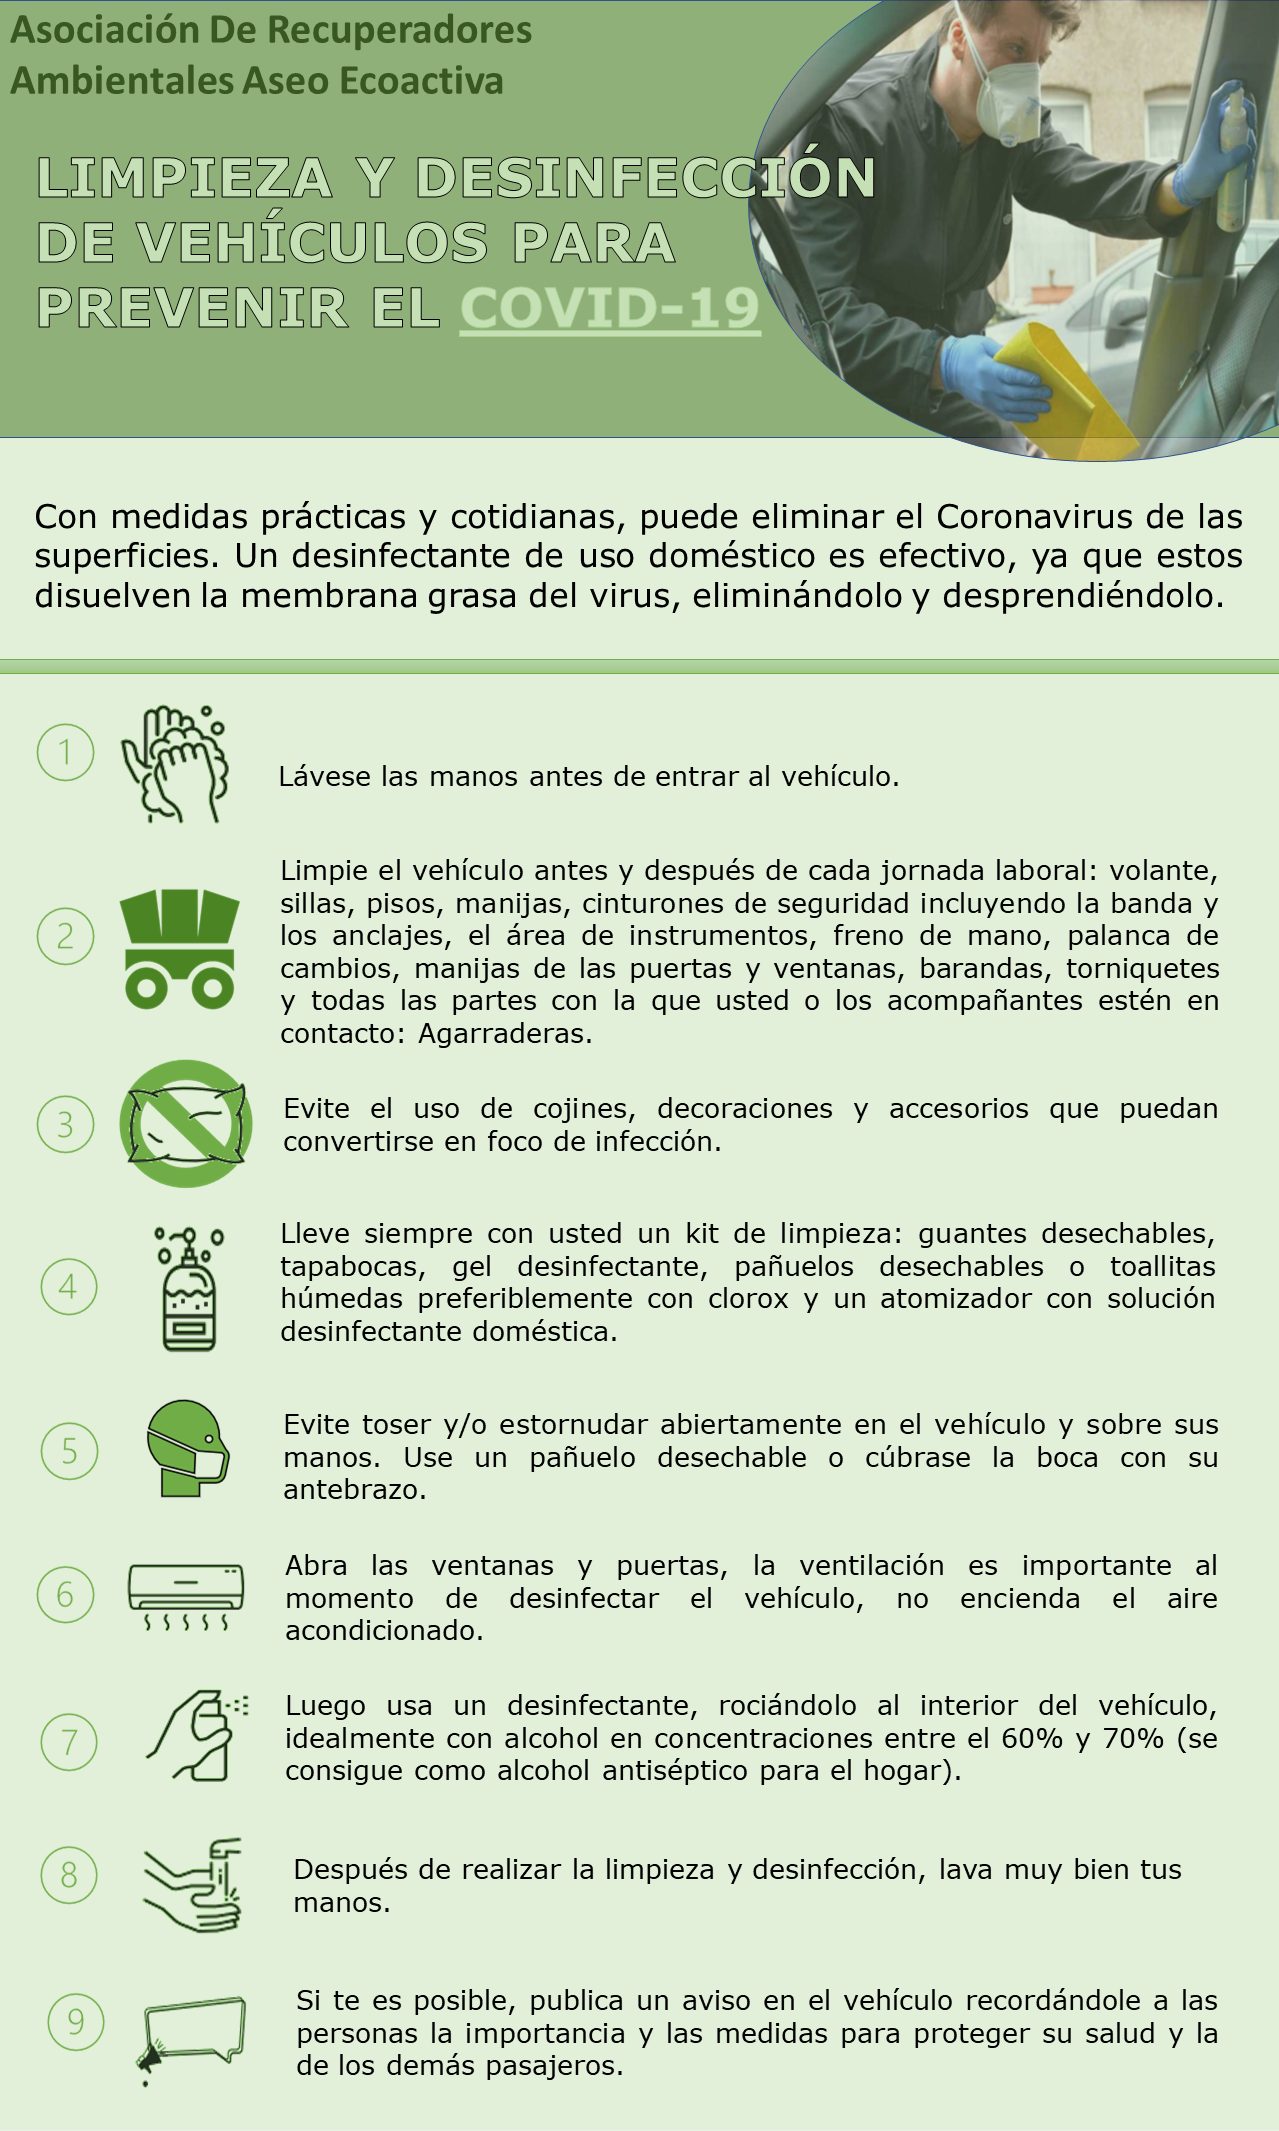 Asociación De Recuperadores
Ambientales Aseo Ecoactiva
LIMPIEZA Y DESINFECCIÓN
DE VEHÍCULOS PARA
PREVENIR EL COVID-19
Con medidas prácticas y cotidianas, puede eliminar el Coronavirus de las
superficies. Un desinfectante de uso doméstico es efectivo, ya que estos
disuelven la membrana grasa del virus, eliminándolo y desprendiéndolo.
1
Lávese las manos antes de entrar al vehículo.
2
Limpie el vehículo antes y después de cada jornada laboral: volante,
sillas, pisos, manijas, cinturones de seguridad incluyendo la banda y
los anclajes, el área de instrumentos, freno de mano, palanca de
cambios, manijas de las puertas y ventanas, barandas, torniquetes
y todas las partes con la que usted o los acompañantes estén en
contacto: Agarraderas.
3
Evite el uso de cojines, decoraciones y accesorios que puedan
convertirse en foco de infección.
4
Lleve siempre con usted un kit de limpieza: guantes desechables,
tapabocas, gel desinfectante, pañuelos desechables o toallitas
húmedas preferiblemente con clorox y un atomizador con solución
desinfectante doméstica.
5
Evite toser y/o estornudar abiertamente en el vehículo y sobre sus
manos. Use un pañuelo desechable o cúbrase la boca con su
antebrazo.
6
Abra las ventanas y puertas, la ventilación es importante al
momento de desinfectar el vehículo, no encienda el aire
acondicionado.
7
Luego usa un desinfectante, rociándolo al interior del vehículo,
idealmente con alcohol en concentraciones entre el 60% y 70% (se
consigue como alcohol antiséptico para el hogar).
8
Después de realizar la limpieza y desinfección, lava muy bien tus
manos.
9
Si te es posible, publica un aviso en el vehículo recordándole a las
personas la importancia y las medidas para proteger su salud y la
de los demás pasajeros.